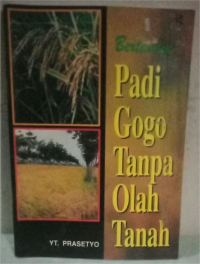 Bertanam
Padi
Gogo
Tanpa
Olah
Tanah
YT. PRASETYO